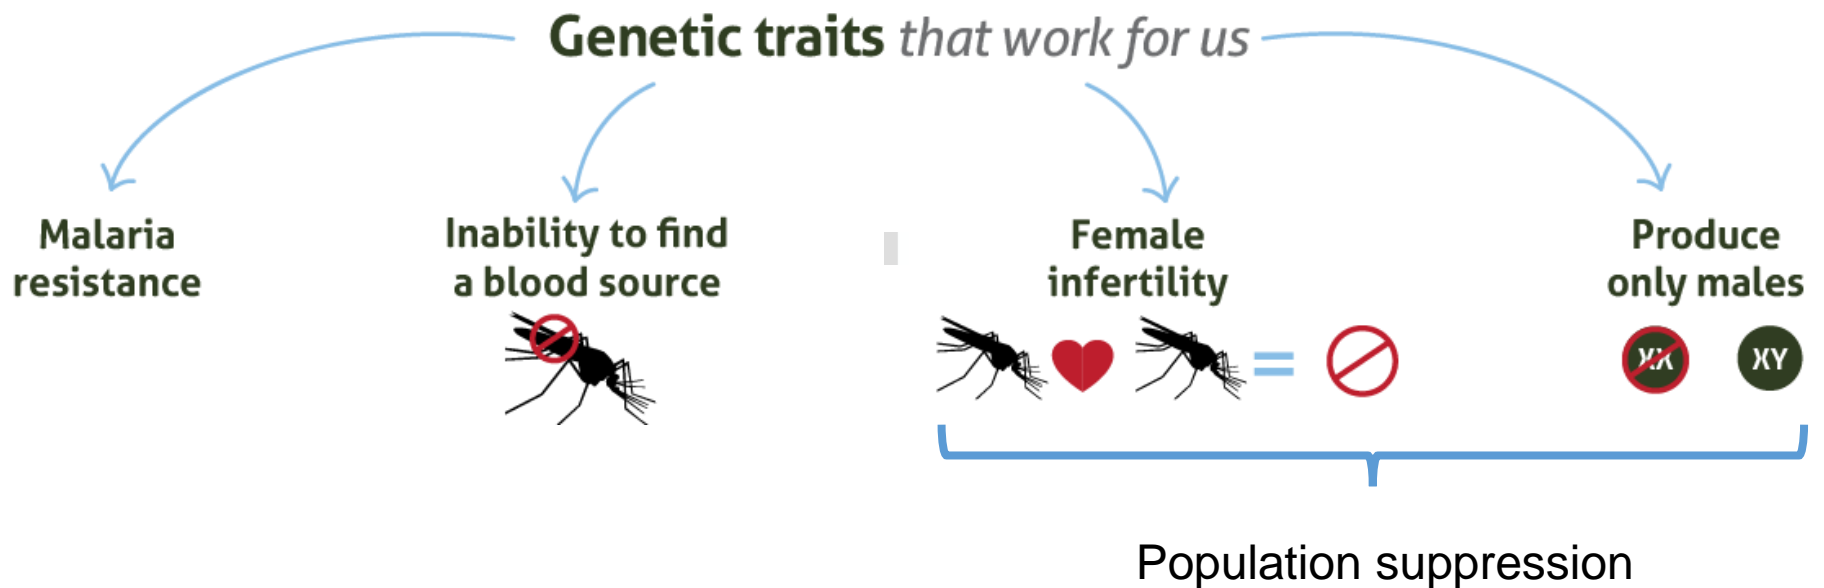 Genetic traits that work for us
Malaria
resistance
Inability to find
a blood source
Female
infertility
Produce
only males
=
XX
XY
Population suppression